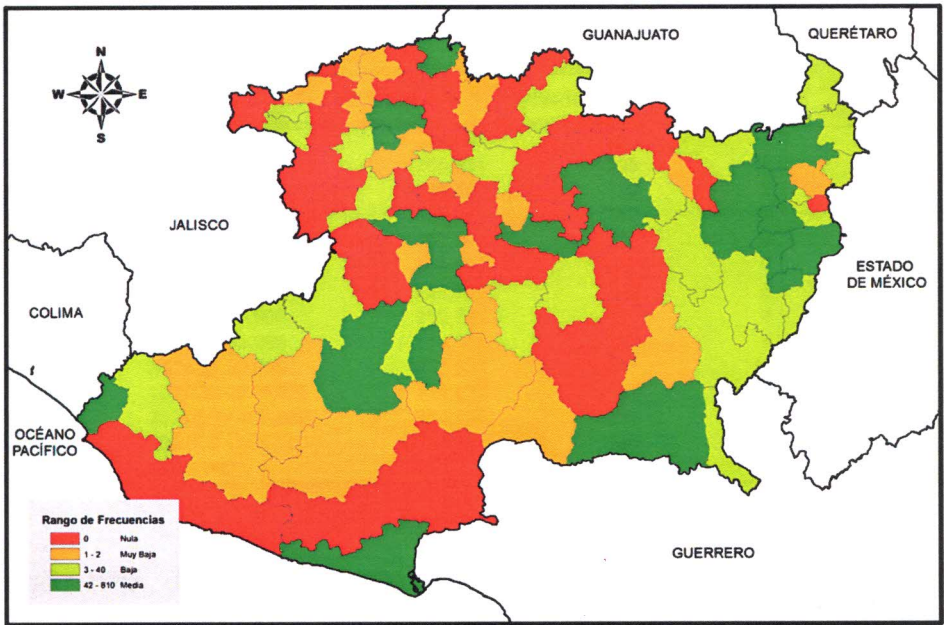 GUANAJUATO
QUERÉTARO
N
W E
S
JALISCO
ESTADO
DE MÉXICO
COLIMA
OCÉANO
PACÍFICO
GUERRERO
Rango de Frecuencias
0 Nula
1 - 2 Muy Baja
3 - 40 Baja
42 - 810 Media